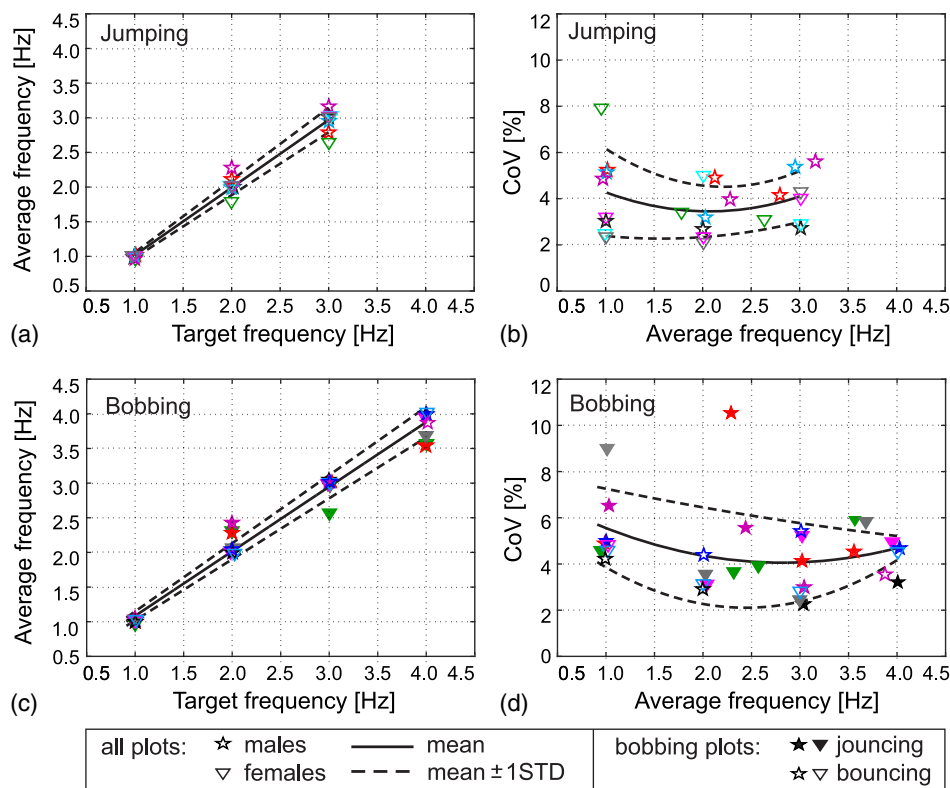 Jumping
Average frequency [Hz]
4.5
4.0
3.5
3.0
2.5
2.0
1.5
1.0
0.5
0.5 1.0 1.5 2.0 2.5 3.0 3.5 4.0 4.5
(a) Target frequency [Hz]
Jumping
CoV [%]
12
10
8
6
4
2
0
0.5 1.0 1.5 2.0 2.5 3.0 3.5 4.0 4.5
(b) Average frequency [Hz]
Bobbing
Average frequency [Hz]
4.5
4.0
3.5
3.0
2.5
2.0
1.5
1.0
0.5
0.5 1.0 1.5 2.0 2.5 3.0 3.5 4.0 4.5
(c) Target frequency [Hz]
Bobbing
CoV [%]
12
10
8
6
4
2
0
0.5 1.0 1.5 2.0 2.5 3.0 3.5 4.0 4.5
(d) Average frequency [Hz]
all plots: males mean
females mean ±1STD
bobbing plots: jouncing
bouncing